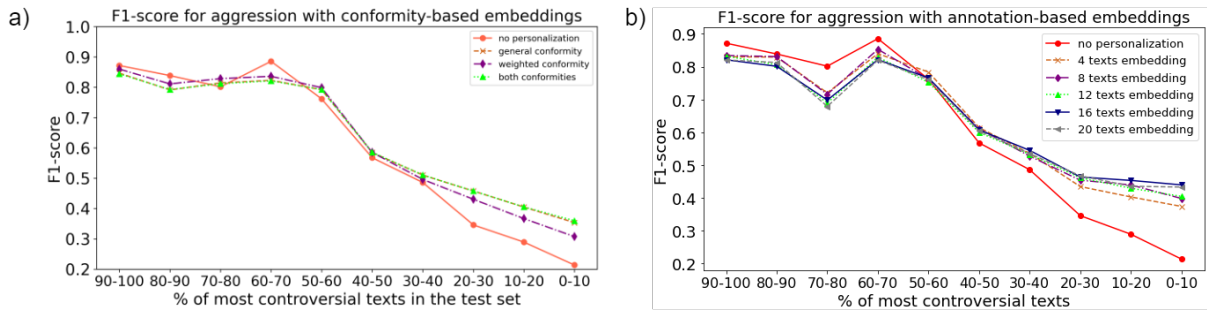 a)
F1-score for aggression with conformity-based embeddings
F1-score
1.0
0.9
0.8
0.7
0.6
0.5
0.4
0.3
0.2
no personalization
general conformity
weighted conformity
both conformities
90-100 80-90 70-80 60-70 50-60 40-50 30-40 20-30 10-20 0-10
% of most controversial texts in the test set
b)
F1-score for aggression with annotation-based embeddings
F1-score
0.9
0.8
0.7
0.6
0.5
0.4
0.3
0.2
no personalization
4 texts embedding
8 texts embedding
12 texts embedding
16 texts embedding
20 texts embedding
90-100 80-90 70-80 60-70 50-60 40-50 30-40 20-30 10-20 0-10
% of most controversial texts